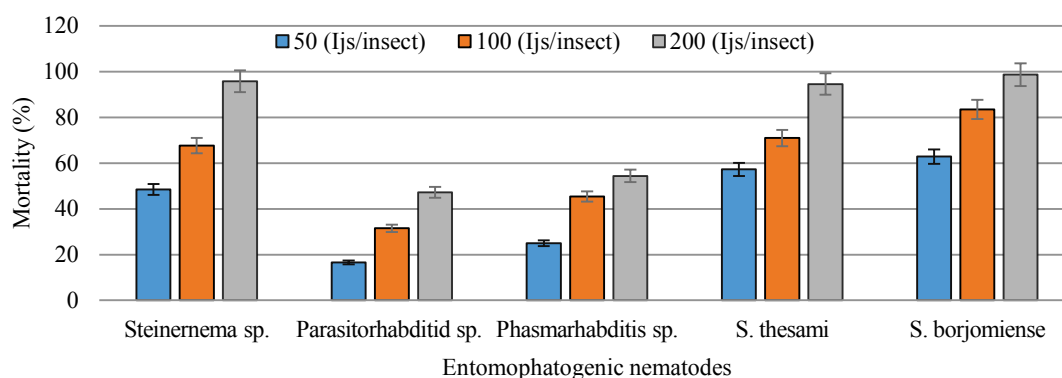 120
50 (Ijs/insect) 100 (Ijs/insect) 200 (Ijs/insect)
100
80
60
40
20
0
Mortality (%)
Steinernema sp. Parasitorhabditid sp. Phasmarhabditis sp. S. thesami S. borjomiense
Entomophatogenic nematodes